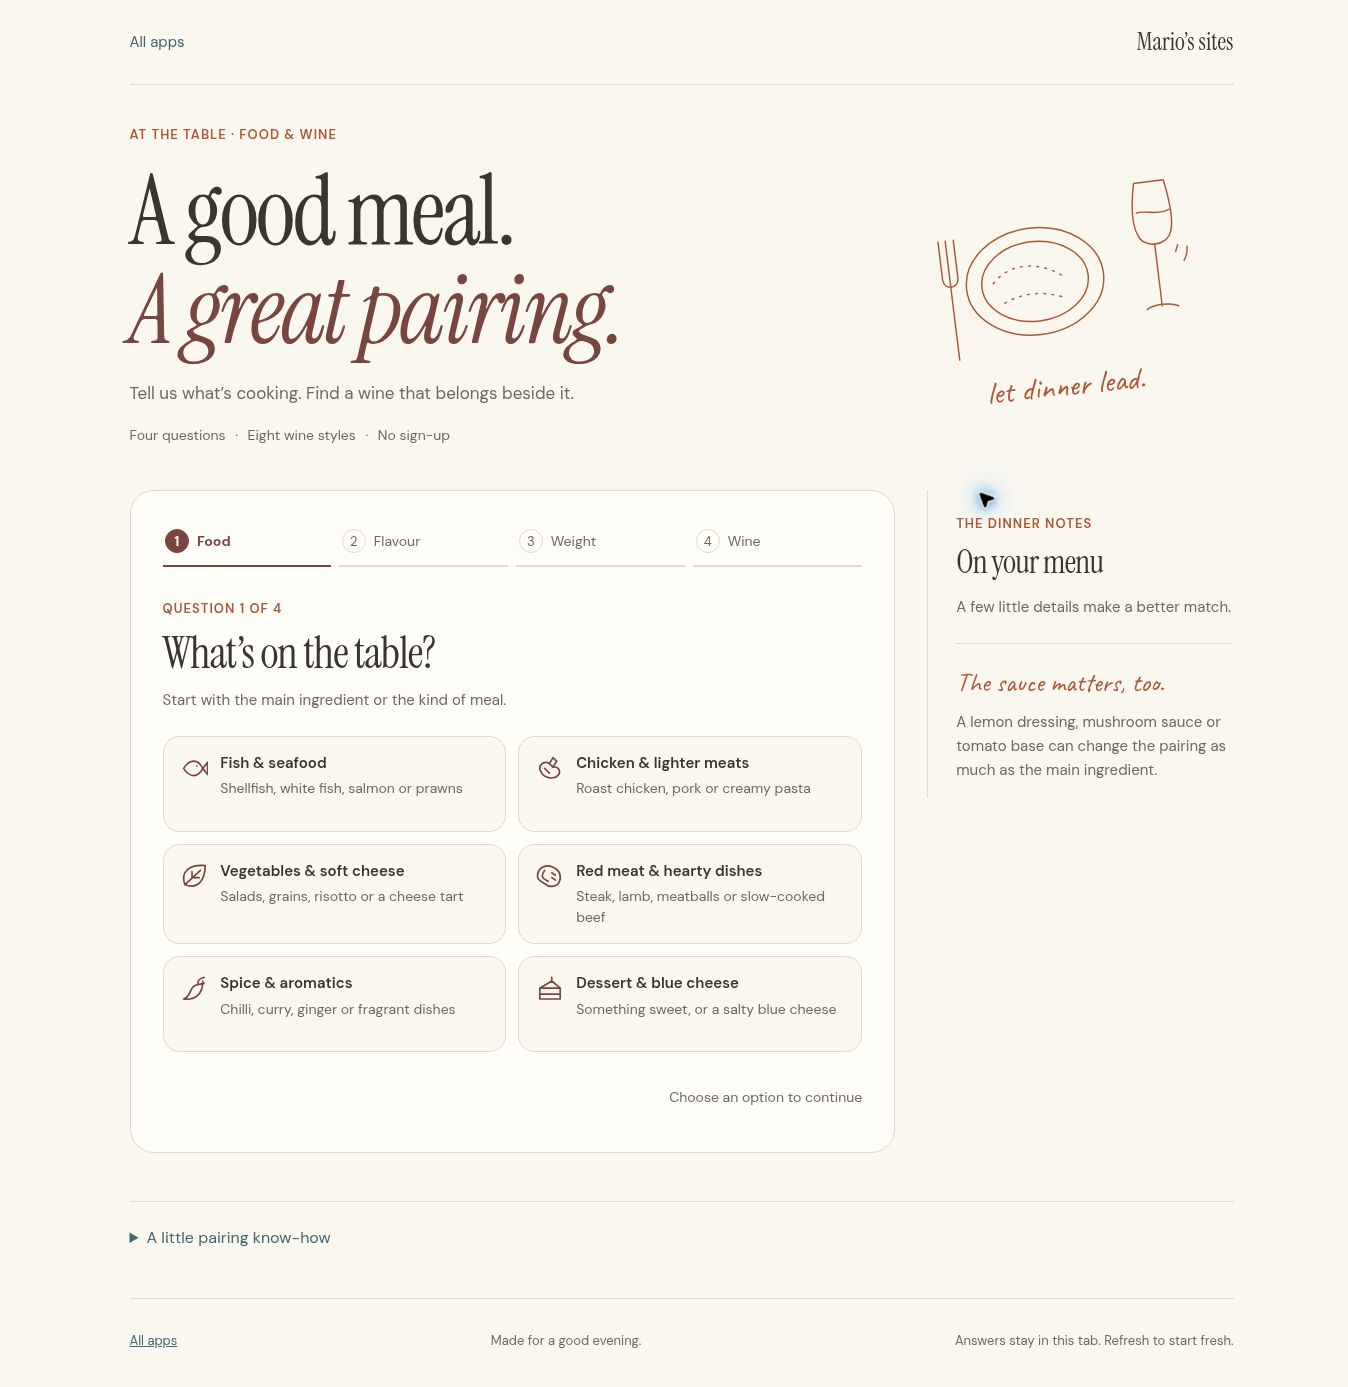 All apps
Mario’s sites
AT THE TABLE · FOOD & WINE
A good meal.
A great pairing.
Tell us what’s cooking. Find a wine that belongs beside it.
Four questions · Eight wine styles · No sign-up
let dinner lead.
1 Food
2 Flavour
3 Weight
4 Wine
QUESTION 1 OF 4
What’s on the table?
Start with the main ingredient or the kind of meal.
Fish & seafood
Shellfish, white fish, salmon or prawns
Chicken & lighter meats
Roast chicken, pork or creamy pasta
Vegetables & soft cheese
Salads, grains, risotto or a cheese tart
Red meat & hearty dishes
Steak, lamb, meatballs or slow-cooked
beef
Spice & aromatics
Chilli, curry, ginger or fragrant dishes
Dessert & blue cheese
Something sweet, or a salty blue cheese
Choose an option to continue
THE DINNER NOTES
On your menu
A few little details make a better match.
The sauce matters, too.
A lemon dressing, mushroom sauce or
tomato base can change the pairing as
much as the main ingredient.
A little pairing know-how
All apps
Made for a good evening.
Answers stay in this tab. Refresh to start fresh.